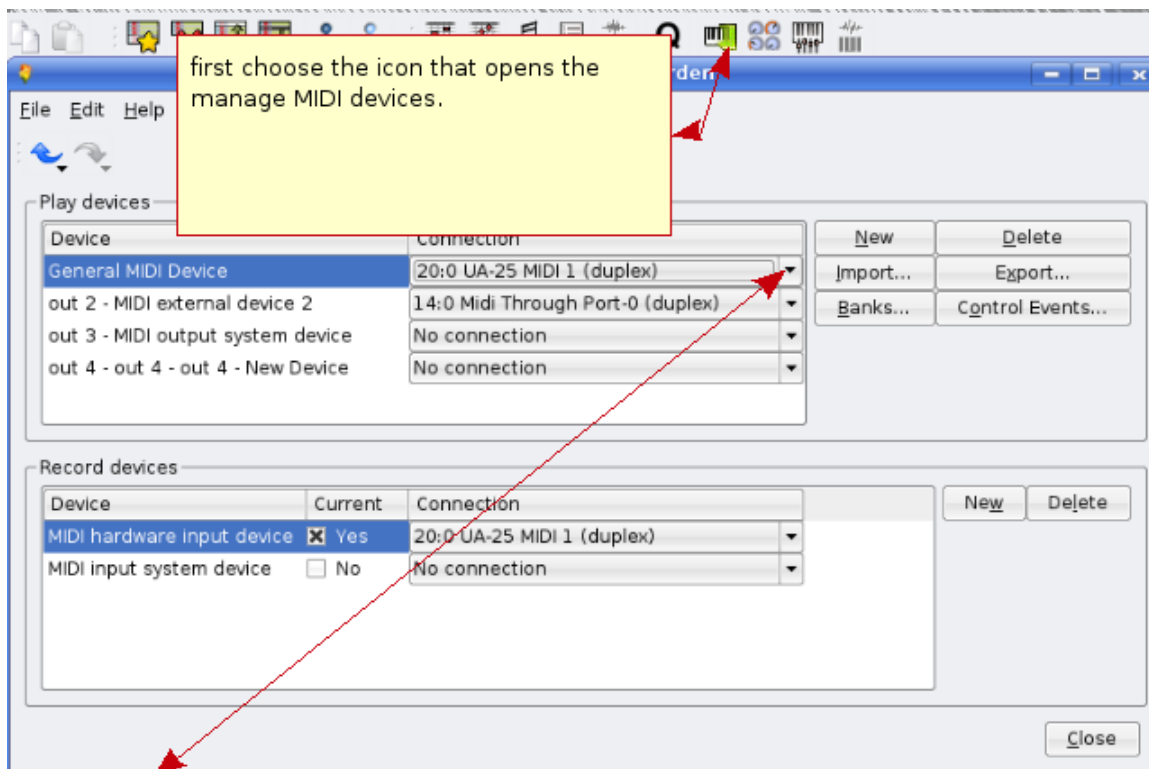 first choose the icon that opens the
manage MIDI devices.
File Edit Help
Play devices
Device Connection
General MIDI Device 20:0 UA-25 MIDI 1 (duplex)
out 2 - MIDI external device 2 14:0 Midi Through Port-0 (duplex)
out 3 - MIDI output system device No connection
out 4 - out 4 - out 4 - New Device No connection
New Delete
Import... Export...
Banks... Control Events...
Record devices
Device Current Connection
MIDI hardware input device Yes 20:0 UA-25 MIDI 1 (duplex)
MIDI input system device No No connection
New Delete
Close